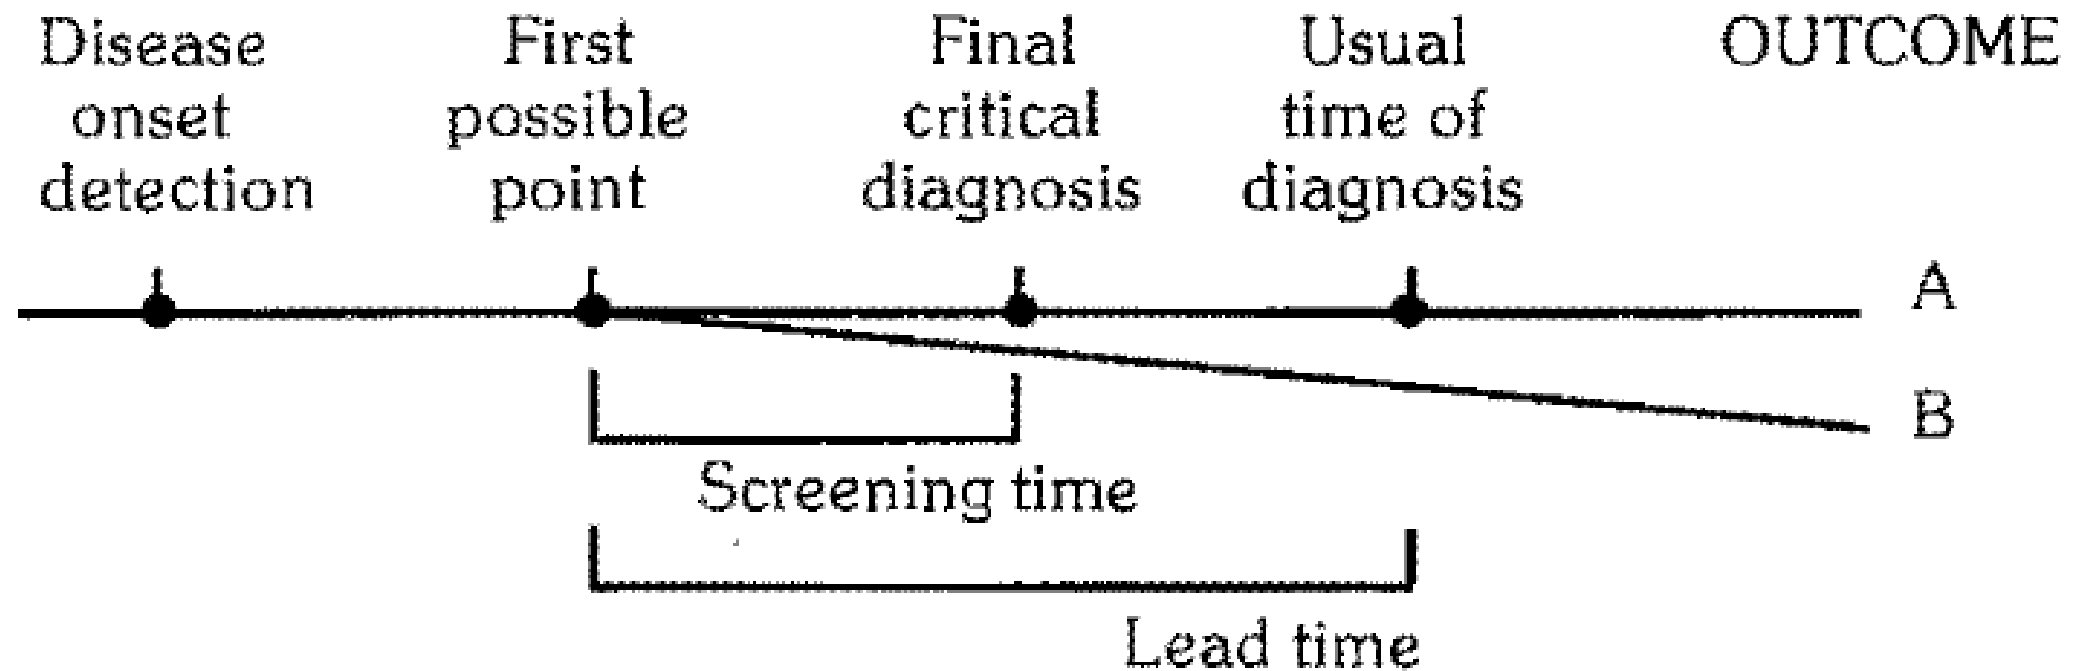 Disease
onset
detection
First
possible
point
Final
critical
diagnosis
Usual
time of
diagnosis
OUTCOME
A
B
Screening time
Lead time